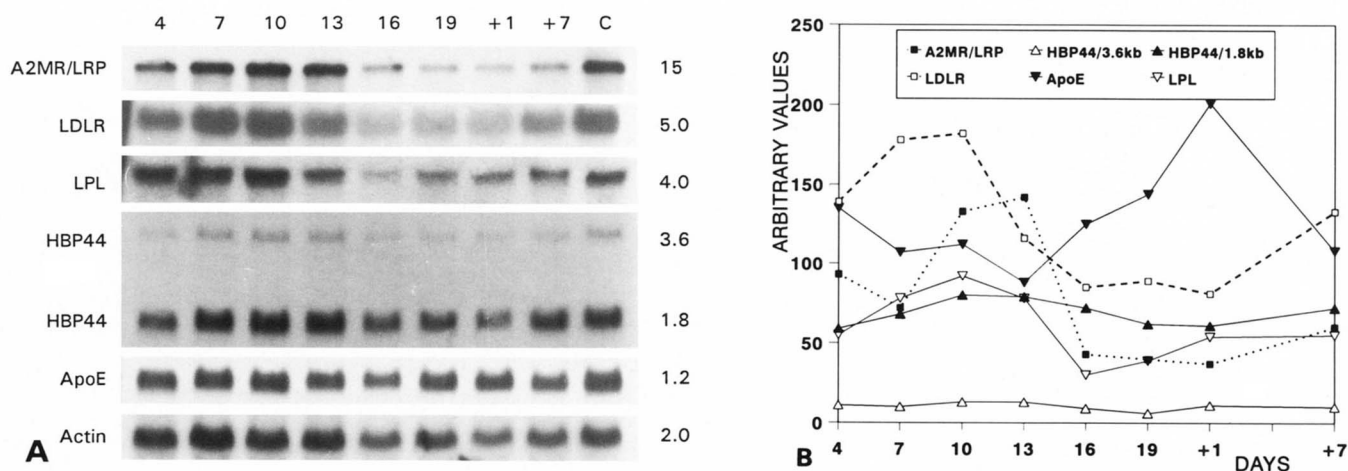 4 7 10 13 16 19 +1 +7 C
A2MR/LRP 15
LDLR 5.0
LPL 4.0
HBP44 3.6
HBP44 1.8
ApoE 1.2
Actin 2.0
A
250
200
150
100
50
0
ARBITRARY VALUES
A2MR/LRP HBP44/3.6kb HBP44/1.8kb
LDLR ApoE LPL
4 7 10 13 16 19 +1 +7
DAYS
B